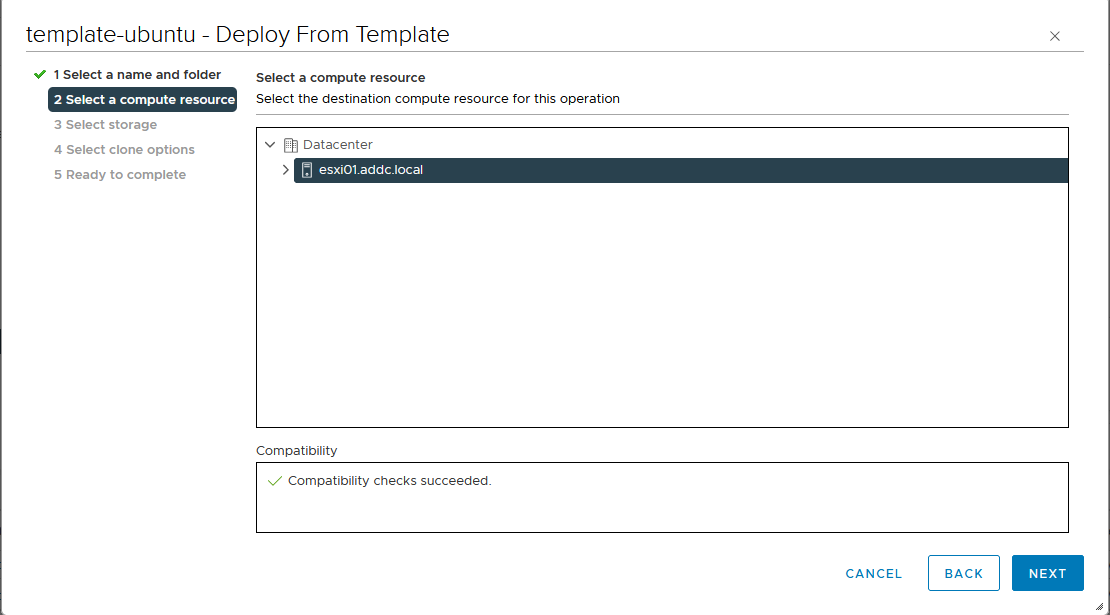 template-ubuntu - Deploy From Template
1 Select a name and folder
2 Select a compute resource
3 Select storage
4 Select clone options
5 Ready to complete
Select a compute resource
Select the destination compute resource for this operation
Datacenter
esxi01.addc.local
Compatibility
Compatibility checks succeeded.
CANCEL
BACK
NEXT